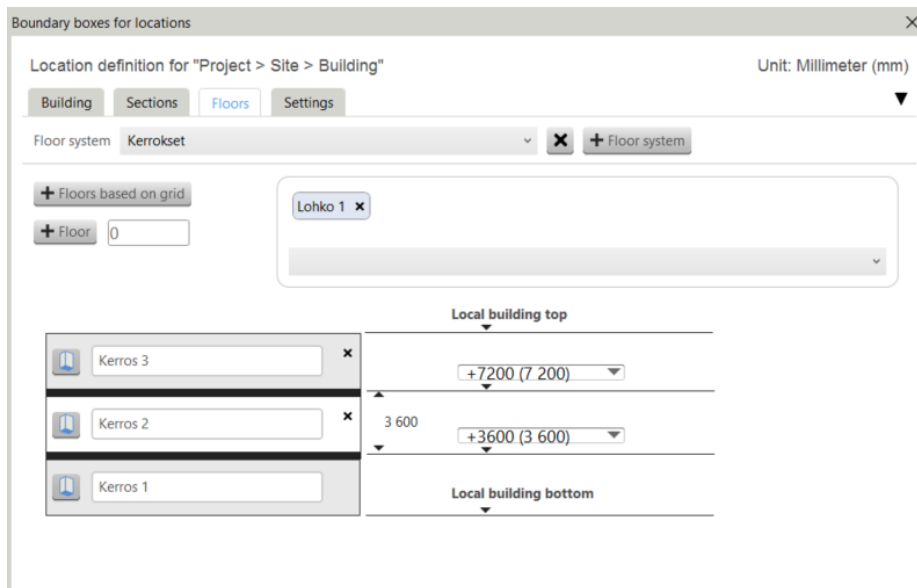 Boundary boxes for locations
Location definition for "Project > Site > Building" Unit: Millimeter (mm)
Building Sections Floors Settings
Floor system Kerrokset + Floor system
+ Floors based on grid
Lohko 1 ×
+ Floor 0
Local building top
Kerros 3
+7200 (7 200)
Kerros 2
3 600
+3600 (3 600)
Kerros 1
Local building bottom